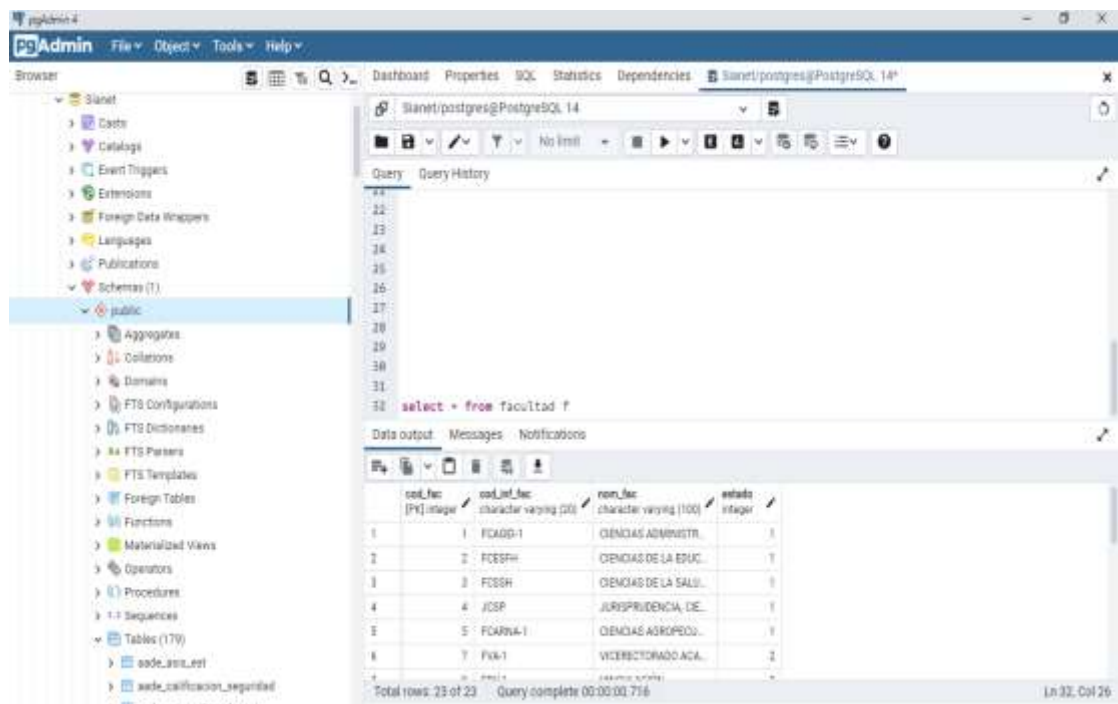 pgAdmin 4
pgAdmin File Object Tools Help
Browser
Dashboard Properties SQL Statistics Dependencies Sianet/postgres@PostgreSQL 14*
Sianet
Casts
Catalogs
Event Triggers
Extensions
Foreign Data Wrappers
Languages
Publications
Schemas (1)
public
Aggregates
Collations
Domains
FTS Configurations
FTS Dictionaries
FTS Parsers
FTS Templates
Foreign Tables
Functions
Materialized Views
Operators
Procedures
1..3 Sequences
Tables (179)
aade_asis_est
aade_calificacion_seguridad
Sianet/postgres@PostgreSQL 14
No limit
Query Query History
22
23
24
25
26
27
28
29
30
31
32 select * from facultad f
Data output Messages Notifications
cod_fac
[PK] integer
cod_inf_fac
character varying (20)
nom_fac
character varying (100)
estado
integer
1 1 FCAOD-1 CIENCIAS ADMINISTR... 1
2 2 FCESFH CIENCIAS DE LA EDUC... 1
3 3 FCSSH CIENCIAS DE LA SALU... 1
4 4 JCSP JURISPRUDENCIA, CIE... 1
5 5 FCARNA-1 CIENCIAS AGROPECU... 1
6 7 FVA-1 VICERECTORADO ACA... 2
Total rows: 23 of 23 Query complete 00:00:00.716
Ln 32, Col 26